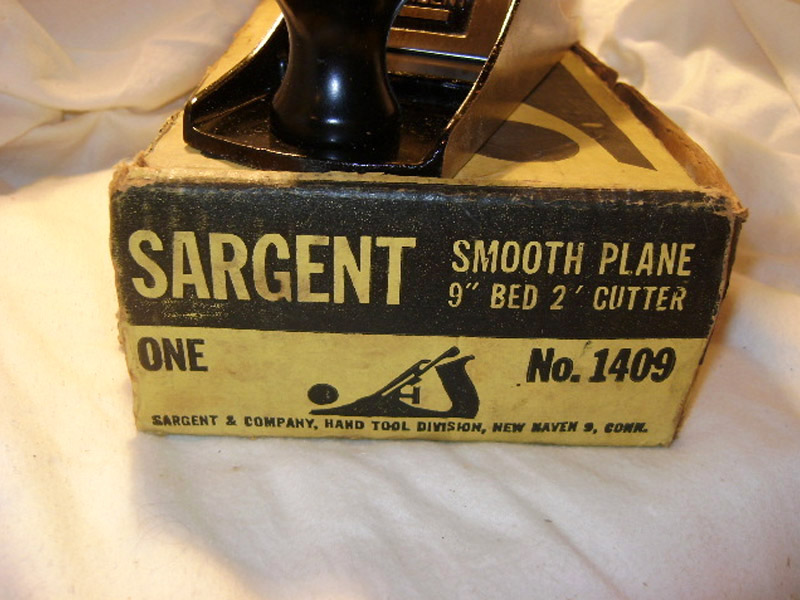 SARGENT
SMOOTH PLANE
9" BED 2" CUTTER
ONE
No. 1409
SARGENT & COMPANY, HAND TOOL DIVISION, NEW HAVEN 9, CONN.